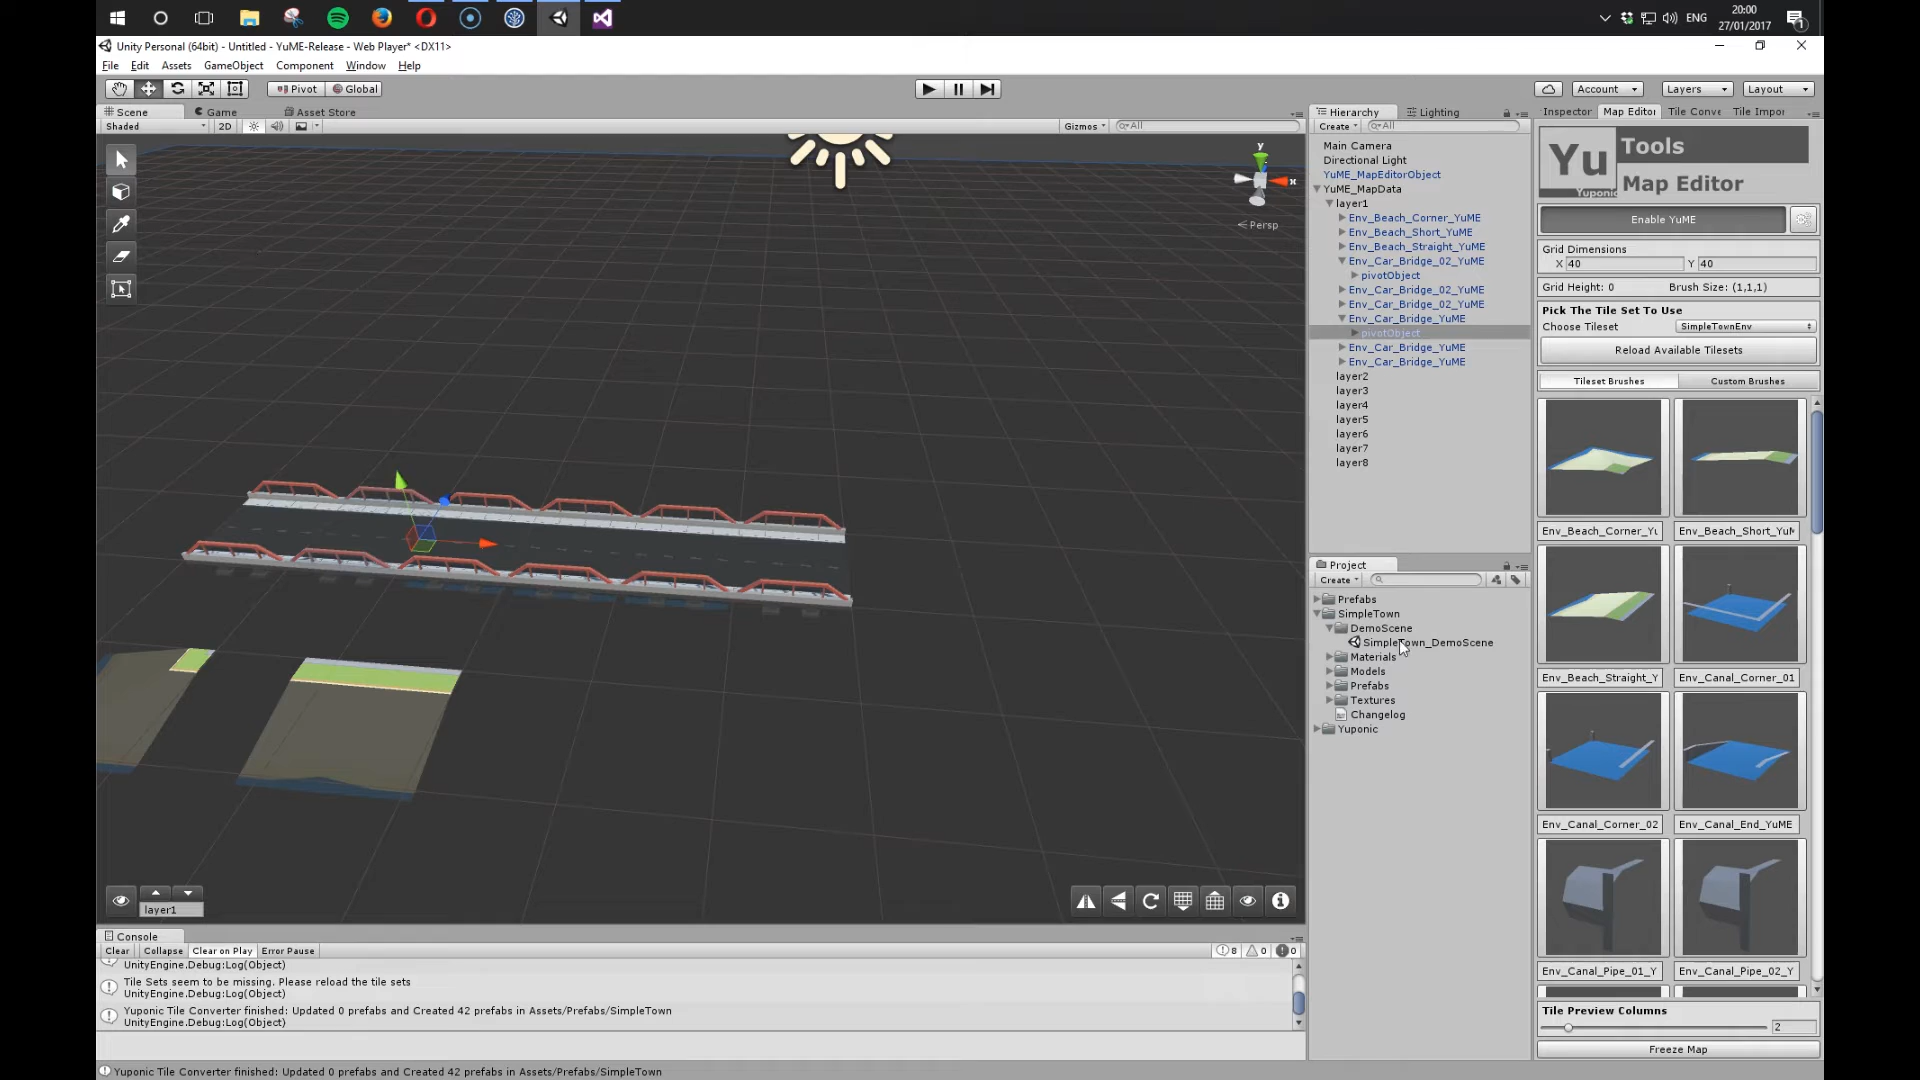 20:00
ENG
27/01/2017
1
Unity Personal (64bit) - Untitled - YuME-Release - Web Player* <DX11>
File Edit Assets GameObject Component Window Help
Pivot Global
Account Layers Layout
Scene Game Asset Store
Shaded 2D Gizmos All
y
x
Persp
layer1
Hierarchy Lighting
Create All
Main Camera
Directional Light
YuME_MapEditorObject
YuME_MapData
layer1
Env_Beach_Corner_YuME
Env_Beach_Short_YuME
Env_Beach_Straight_YuME
Env_Car_Bridge_02_YuME
pivotObject
Env_Car_Bridge_02_YuME
Env_Car_Bridge_02_YuME
Env_Car_Bridge_YuME
pivotObject
Env_Car_Bridge_YuME
Env_Car_Bridge_YuME
layer2
layer3
layer4
layer5
layer6
layer7
layer8
Project
Create
Prefabs
SimpleTown
DemoScene
SimpleTown_DemoScene
Materials
Models
Prefabs
Textures
Changelog
Yuponic
Inspector Map Editor Tile Conve Tile Impor
Yu Tools
Yuponic Map Editor
Enable YuME
Grid Dimensions
X 40 Y 40
Grid Height: 0 Brush Size: (1,1,1)
Pick The Tile Set To Use
Choose Tileset SimpleTownEnv
Reload Available Tilesets
Tileset Brushes Custom Brushes
Env_Beach_Corner_Yu Env_Beach_Short_YuM
Env_Beach_Straight_Y Env_Canal_Corner_01
Env_Canal_Corner_02 Env_Canal_End_YuME
Env_Canal_Pipe_01_Y Env_Canal_Pipe_02_Y
Tile Preview Columns
2
Freeze Map
Console
Clear Collapse Clear on Play Error Pause 8 0 0
UnityEngine.Debug:Log(Object)
Tile Sets seem to be missing. Please reload the tile sets
UnityEngine.Debug:Log(Object)
Yuponic Tile Converter finished: Updated 0 prefabs and Created 42 prefabs in Assets/Prefabs/SimpleTown
UnityEngine.Debug:Log(Object)
Yuponic Tile Converter finished: Updated 0 prefabs and Created 42 prefabs in Assets/Prefabs/SimpleTown